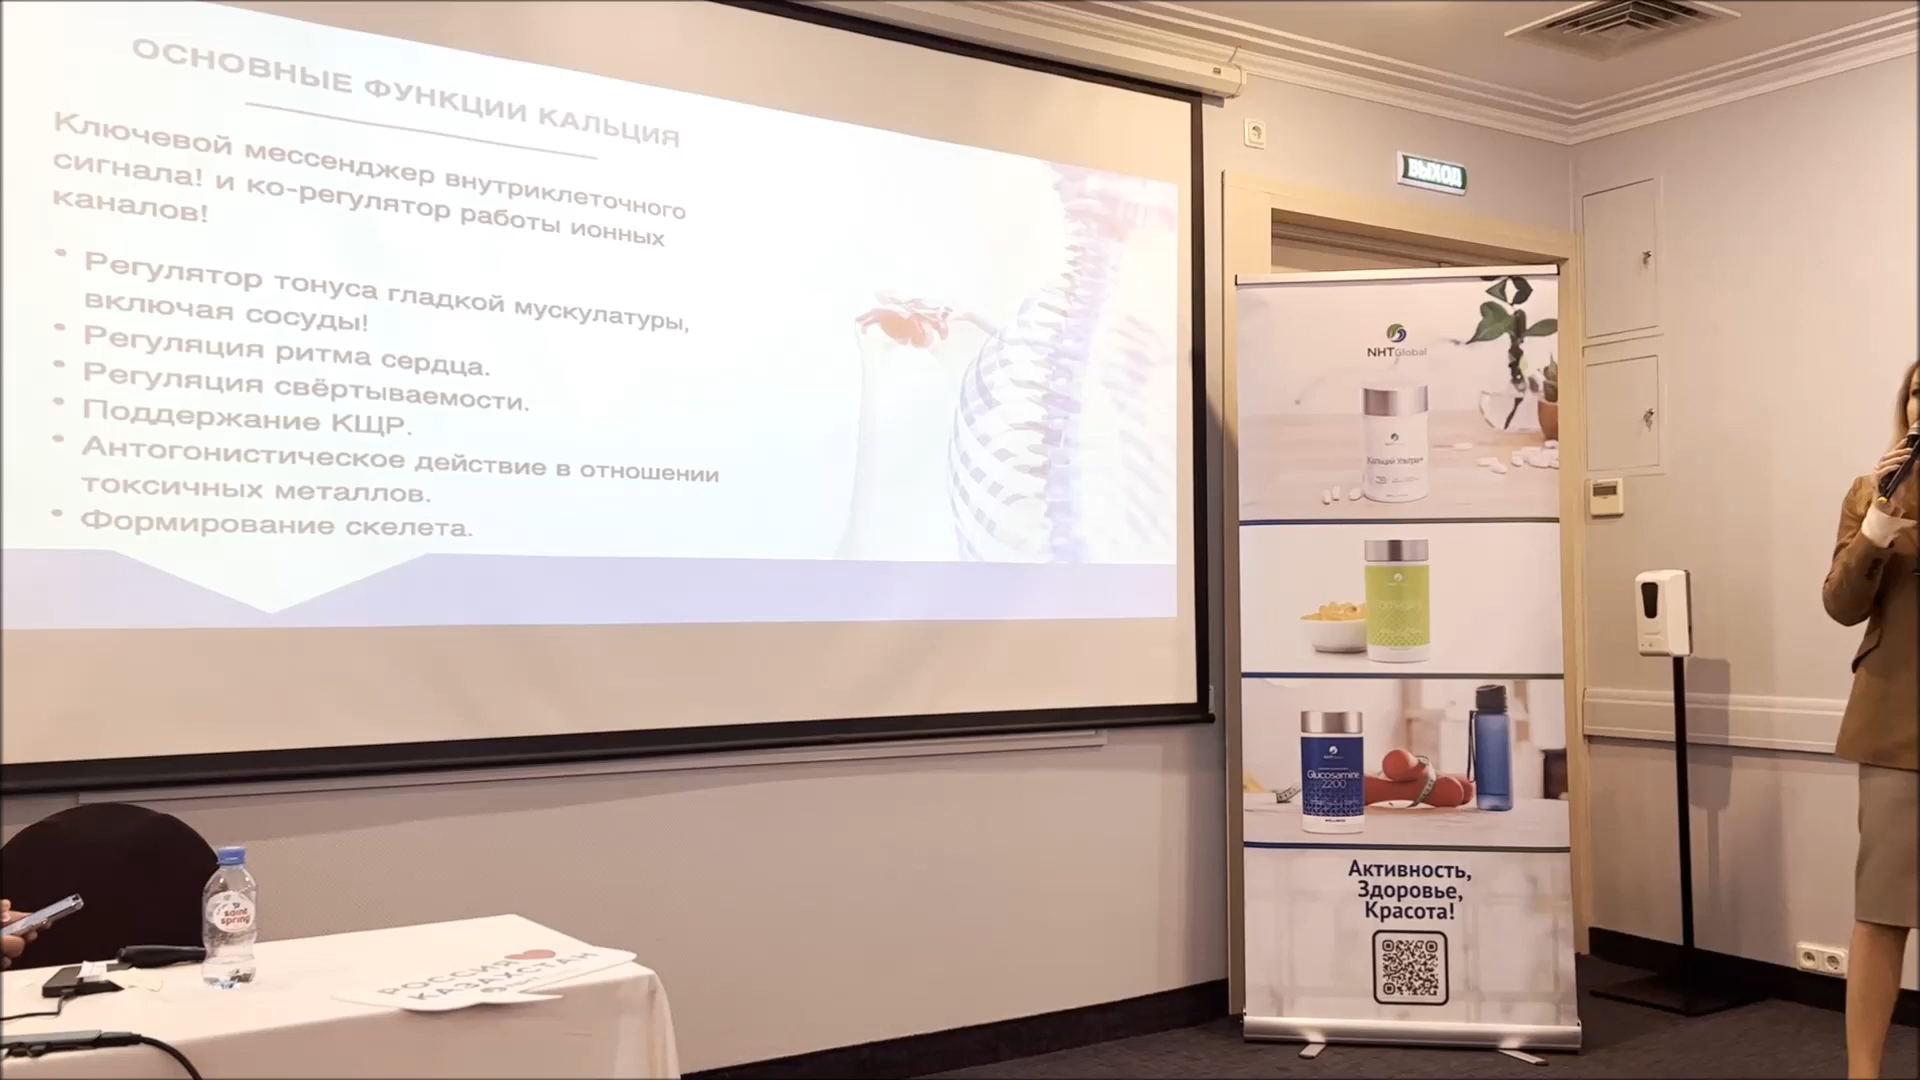 ОСНОВНЫЕ ФУНКЦИИ КАЛЬЦИЯ
Ключевой мессенджер внутриклеточного
сигнала! и ко-регулятор работы ионных
каналов!
• Регулятор тонуса гладкой мускулатуры,
включая сосуды!
• Регуляция ритма сердца.
• Регуляция свёртываемости.
• Поддержание КЩР.
• Антогонистическое действие в отношении
токсичных металлов.
• Формирование скелета.
ВЫХОД
NHT Global
Кальций Ультра+
Glucosamine
2200
Активность,
Здоровье,
Красота!
saint
spring
РОССИЯ
КАЗАХСТАН